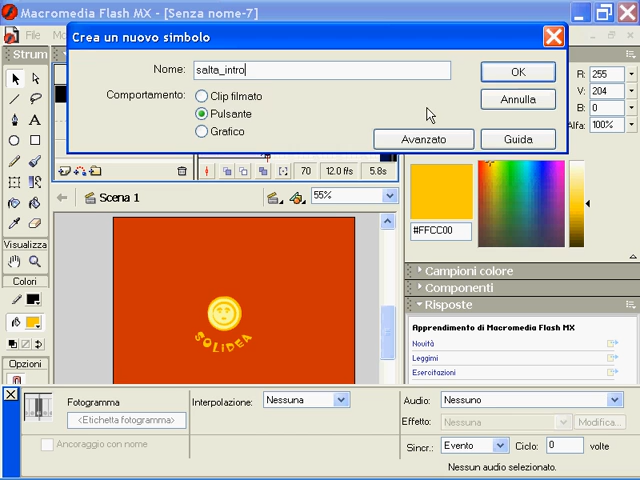 Macromedia Flash MX - [Senza nome-7]
File
Crea un nuovo simbolo
Strum
Nome: salta_intro
OK
Comportamento: Clip filmato
Pulsante
Grafico
Annulla
Avanzato
Guida
R: 255
V: 204
B: 0
Alfa: 100%
70 12.0 ffs 5.8s
Scena 1
55%
#FFCC00
Visualizza
Colori
Opzioni
SOLIDEA
Campioni colore
Componenti
Risposte
Apprendimento di Macromedia Flash MX
Novità
Leggimi
Esercitazioni
Fotogramma
<Etichetta fotogramma>
Ancoraggio con nome
Interpolazione: Nessuna
Audio: Nessuno
Effetto: Nessuna Modifica...
Sincr.: Evento Ciclo: 0 volte
Nessun audio selezionato.